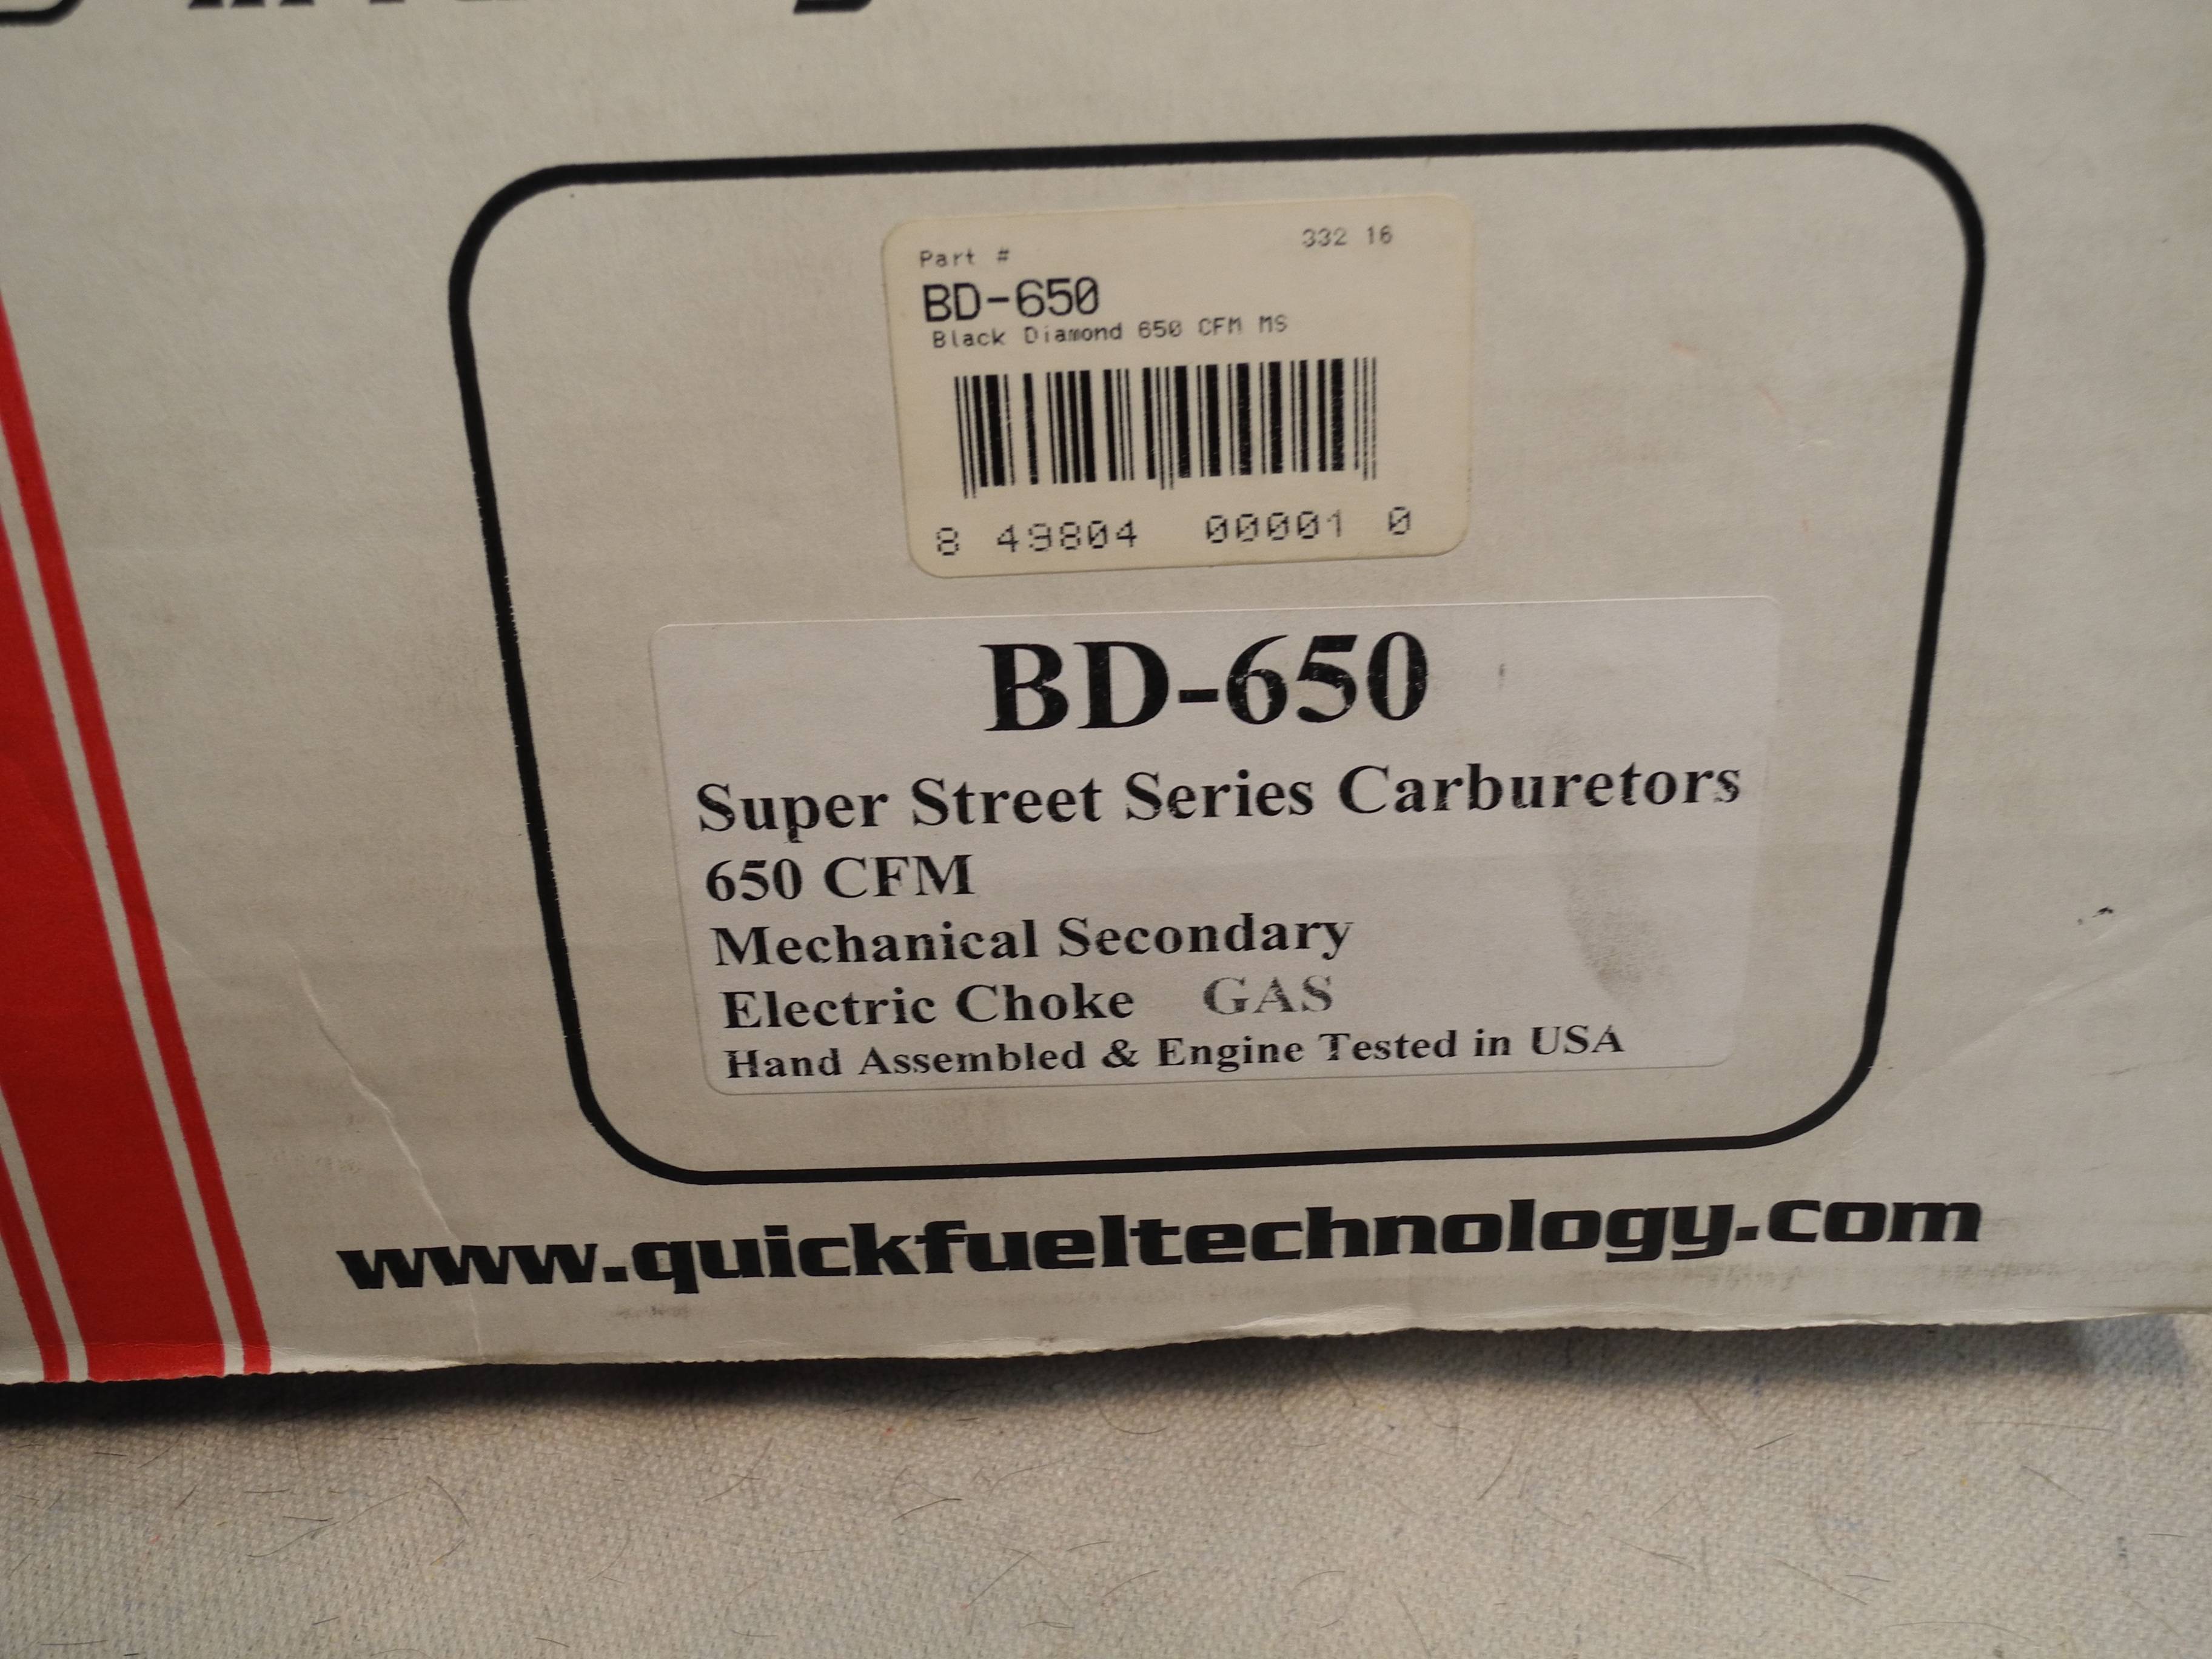 Part # 332 16
BD-650
Black Diamond 650 CFM MS
8 49804 00001 0
BD-650
Super Street Series Carburetors
650 CFM
Mechanical Secondary
Electric Choke GAS
Hand Assembled & Engine Tested in USA
www.quickfueltechnology.com